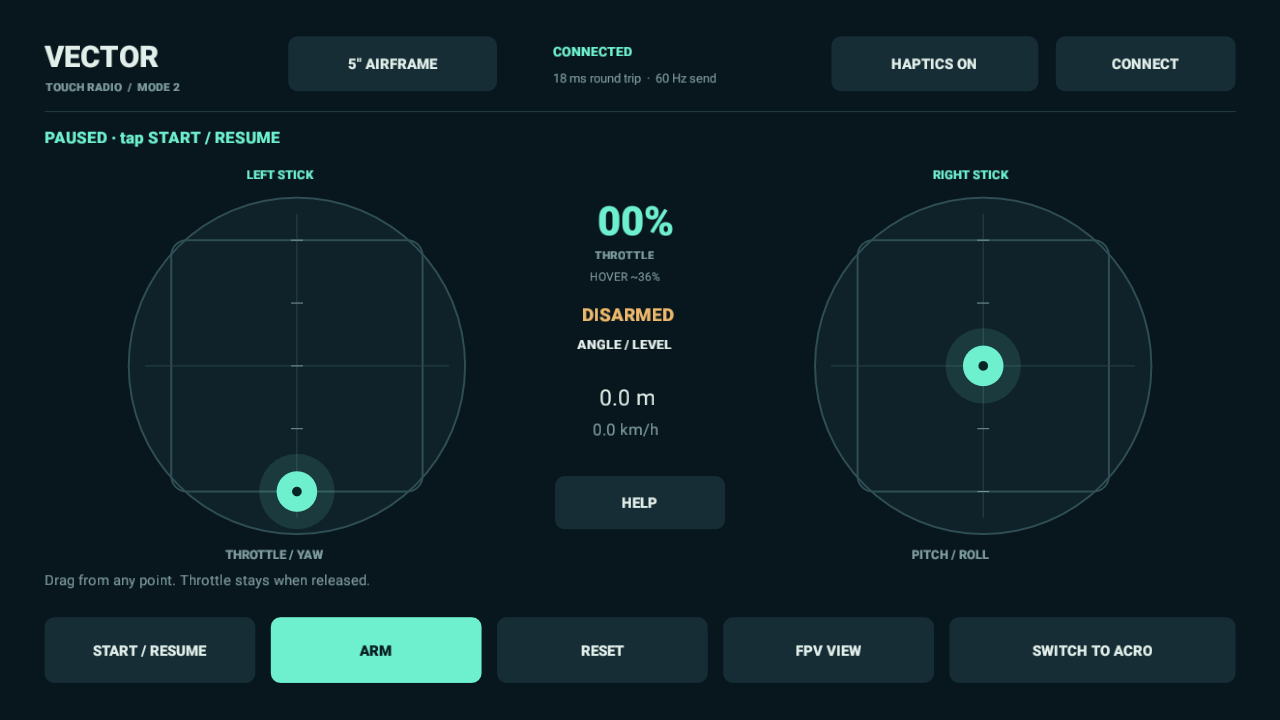 VECTOR
TOUCH RADIO / MODE 2
5" AIRFRAME
CONNECTED
18 ms round trip · 60 Hz send
HAPTICS ON
CONNECT
PAUSED · tap START / RESUME
LEFT STICK
RIGHT STICK
00%
THROTTLE
HOVER ~36%
DISARMED
ANGLE / LEVEL
0.0 m
0.0 km/h
HELP
THROTTLE / YAW
PITCH / ROLL
Drag from any point. Throttle stays when released.
START / RESUME
ARM
RESET
FPV VIEW
SWITCH TO ACRO